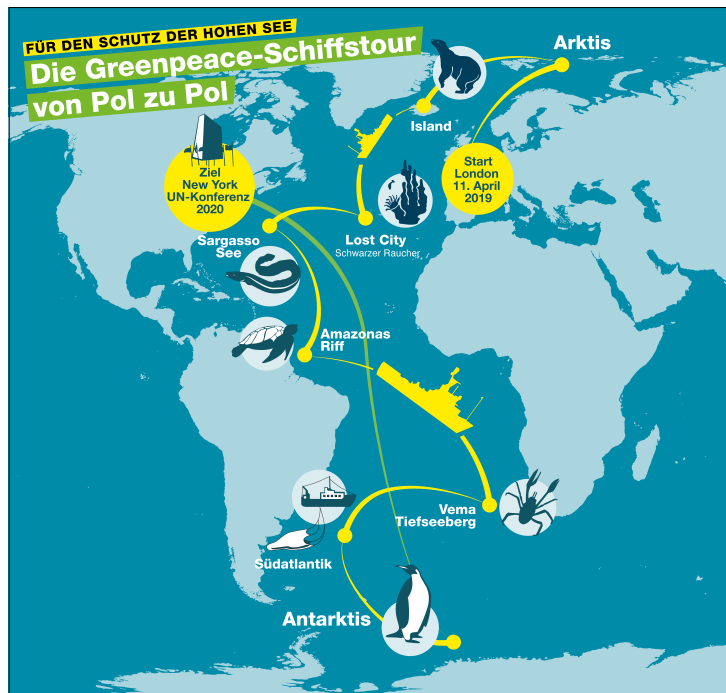 FÜR DEN SCHUTZ DER HOHEN SEE
Die Greenpeace-Schiffstour
von Pol zu Pol
Arktis
Island
Start
London
11. April
2019
Ziel
New York
UN-Konferenz
2020
Sargasso
See
Lost City
Schwarzer Raucher
Amazonas
Riff
Vema
Tiefseeberg
Südatlantik
Antarktis